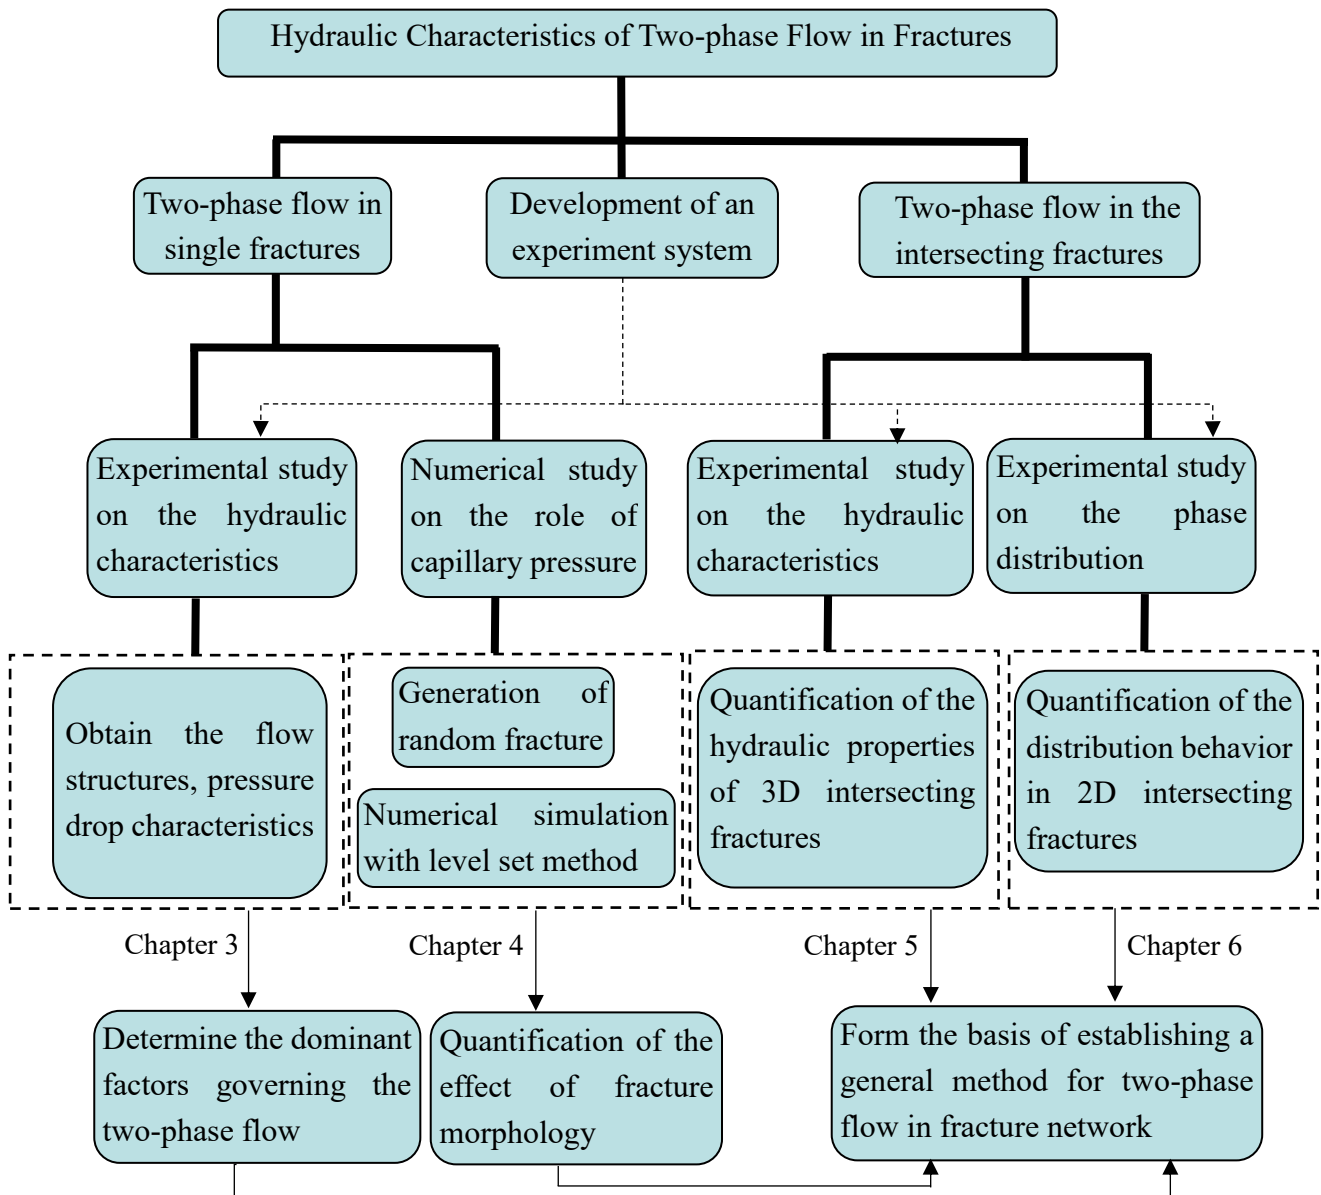 Hydraulic Characteristics of Two-phase Flow in Fractures
Two-phase flow in
single fractures
Development of an
experiment system
Two-phase flow in the
intersecting fractures
Experimental study
on the hydraulic
characteristics
Numerical study
on the role of
capillary pressure
Experimental study
on the hydraulic
characteristics
Experimental study
on the phase
distribution
Obtain the flow
structures, pressure
drop characteristics
Generation of
random fracture
Numerical simulation
with level set method
Quantification of the
hydraulic properties
of 3D intersecting
fractures
Quantification of the
distribution behavior
in 2D intersecting
fractures
Chapter 3
Chapter 4
Chapter 5
Chapter 6
Determine the dominant
factors governing the
two-phase flow
Quantification of the
effect of fracture
morphology
Form the basis of establishing a
general method for two-phase
flow in fracture network